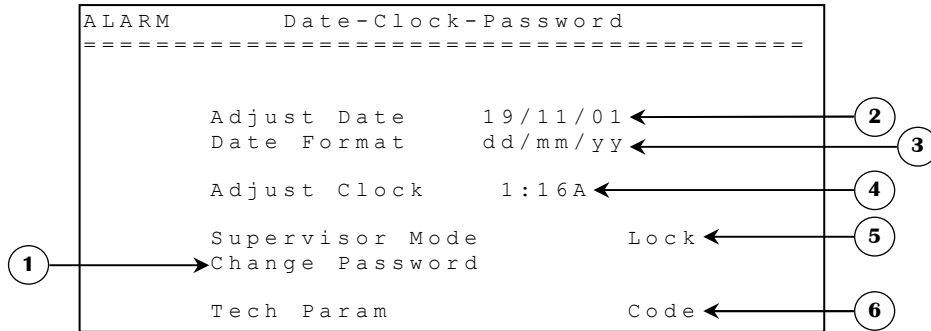 ALARM Date-Clock-Password
========================================
Adjust Date 19/11/01 2
Date Format dd/mm/yy 3
Adjust Clock 1:16A 4
Supervisor Mode Lock 5
1 Change Password
Tech Param Code 6